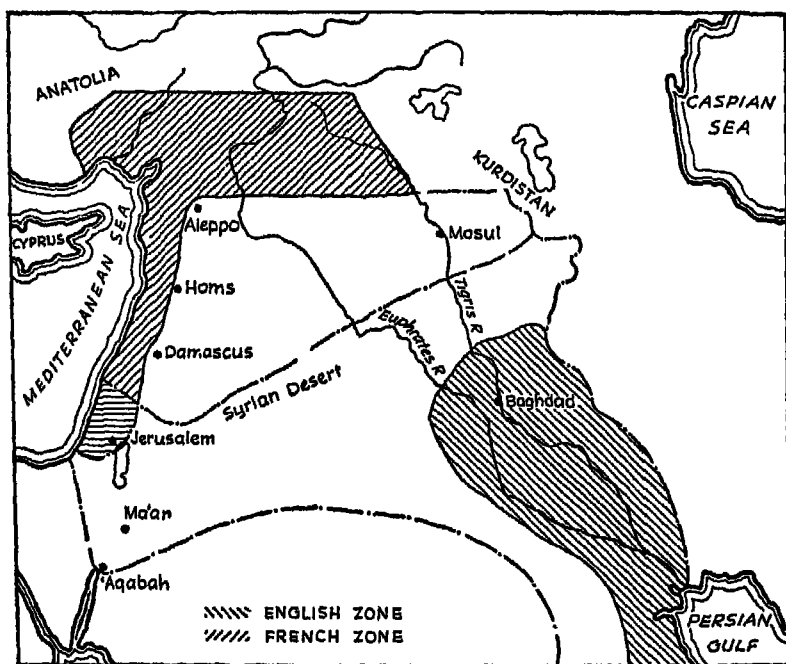 ANATOLIA
CASPIAN
SEA
KURDISTAN
CYPRUS
MEDITERRANEAN SEA
Aleppo
Mosul
Homs
Tigris R
Euphrates R
Damascus
Syrian Desert
Baghdad
Jerusalem
Ma'an
'Aqabah
ENGLISH ZONE
FRENCH ZONE
PERSIAN
GULF